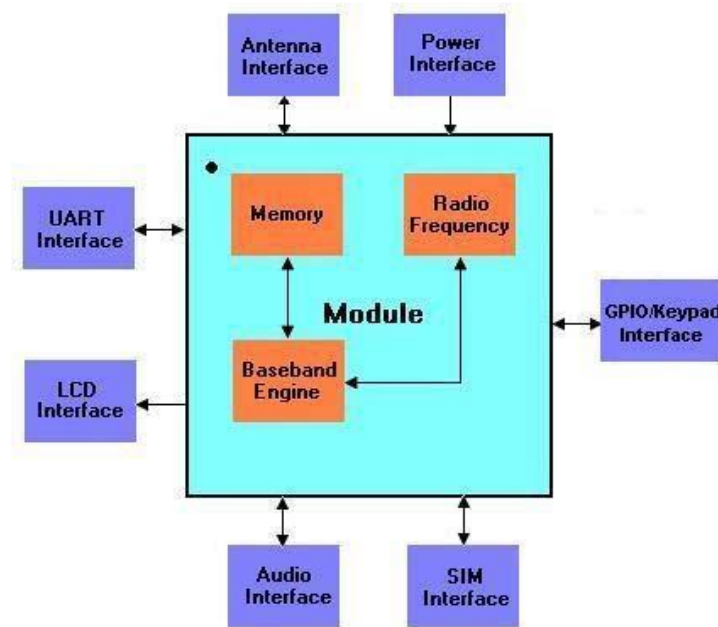 Antenna
Interface
Power
Interface
UART
Interface
Memory
Radio
Frequency
Module
GPIO/Keypad
Interface
LCD
Interface
Baseband
Engine
Audio
Interface
SIM
Interface